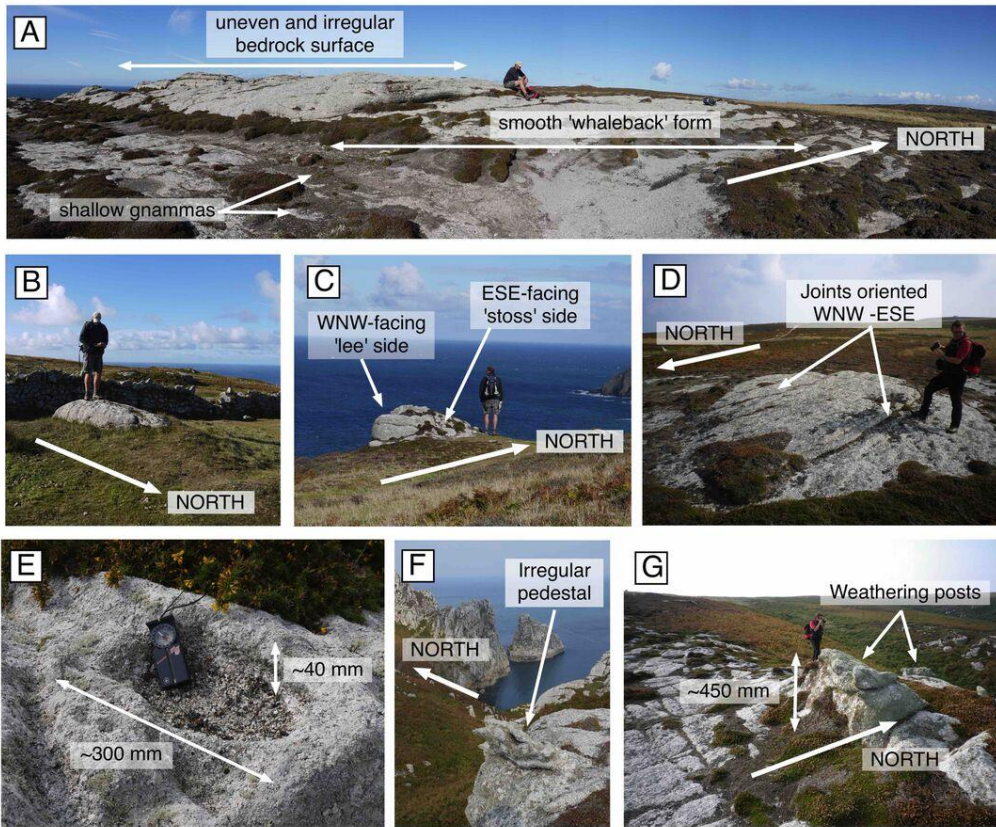 A
uneven and irregular
bedrock surface
smooth 'whaleback' form
NORTH
shallow gnammas
B
NORTH
C
WNW-facing
'lee' side
ESE-facing
'stoss' side
NORTH
D
Joints oriented
WNW -ESE
NORTH
E
~40 mm
~300 mm
F
Irregular
pedestal
NORTH
G
Weathering posts
~450 mm
NORTH